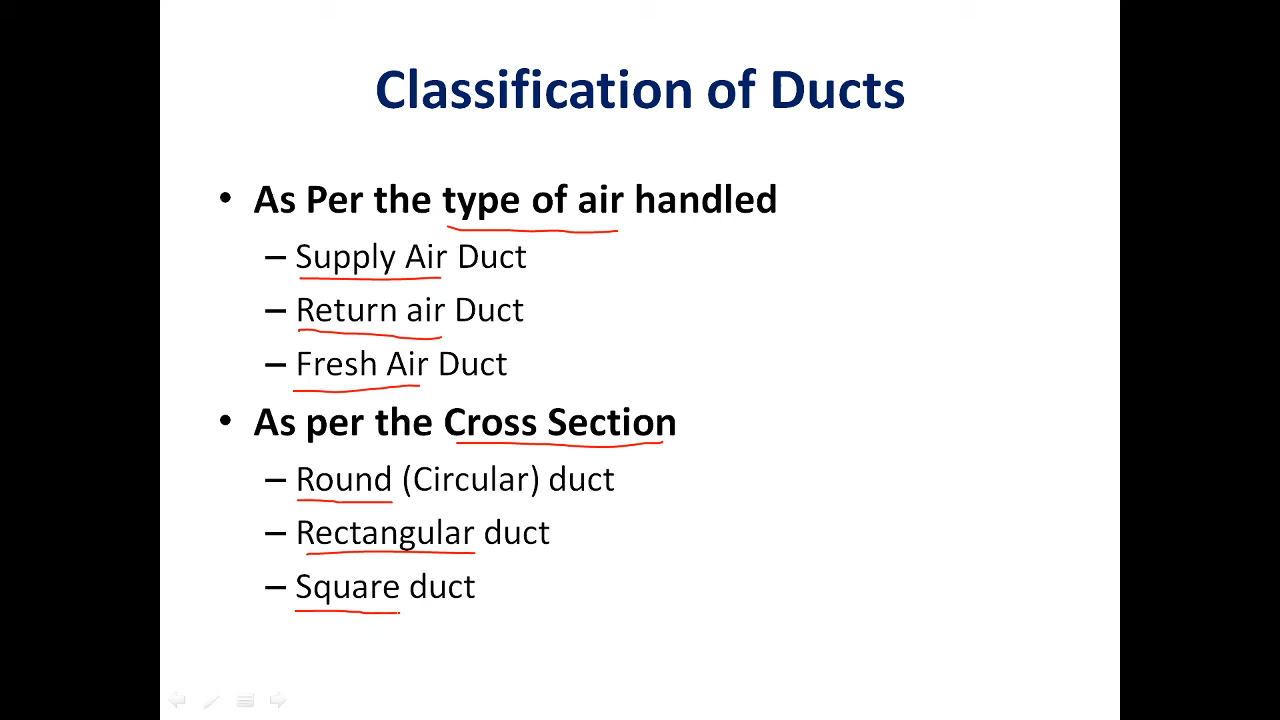 Classification of Ducts
• As Per the type of air handled
– Supply Air Duct
– Return air Duct
– Fresh Air Duct
• As per the Cross Section
– Round (Circular) duct
– Rectangular duct
– Square duct